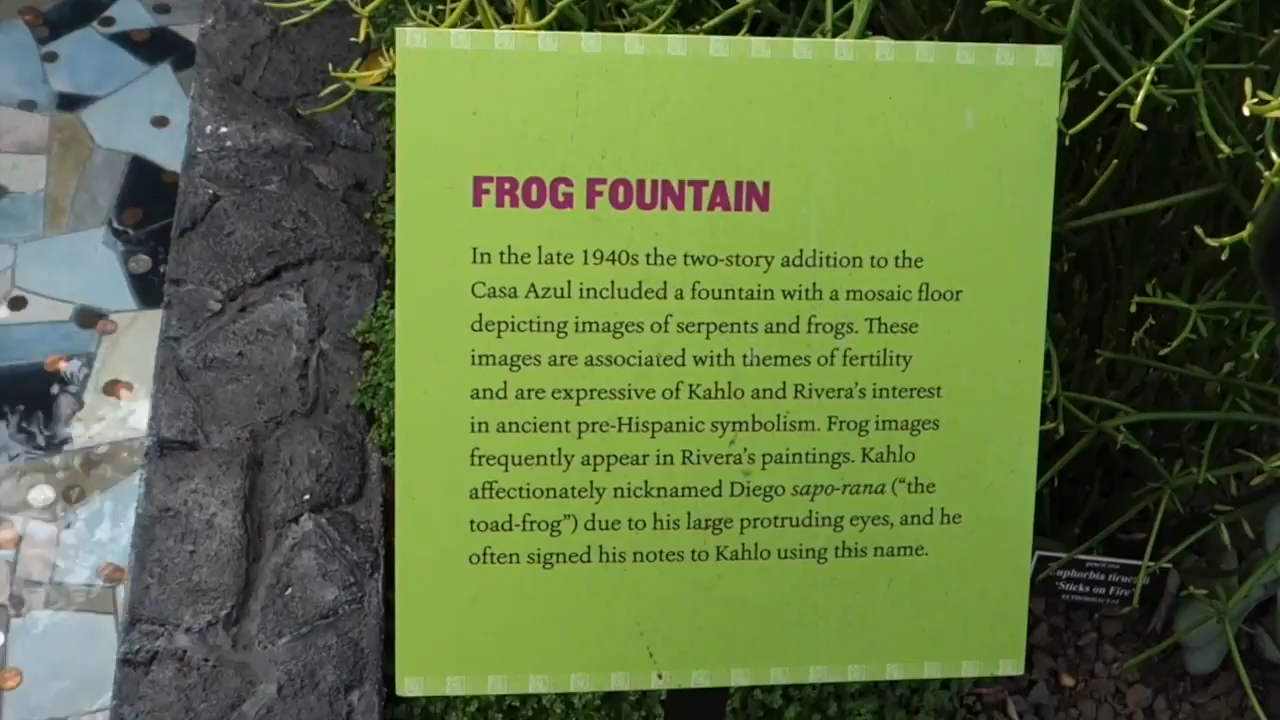 FROG FOUNTAIN
In the late 1940s the two-story addition to the
Casa Azul included a fountain with a mosaic floor
depicting images of serpents and frogs. These
images are associated with themes of fertility
and are expressive of Kahlo and Rivera's interest
in ancient pre-Hispanic symbolism. Frog images
frequently appear in Rivera's paintings. Kahlo
affectionately nicknamed Diego sapo-rana ("the
toad-frog") due to his large protruding eyes, and he
often signed his notes to Kahlo using this name.
'Sticks on Fire'